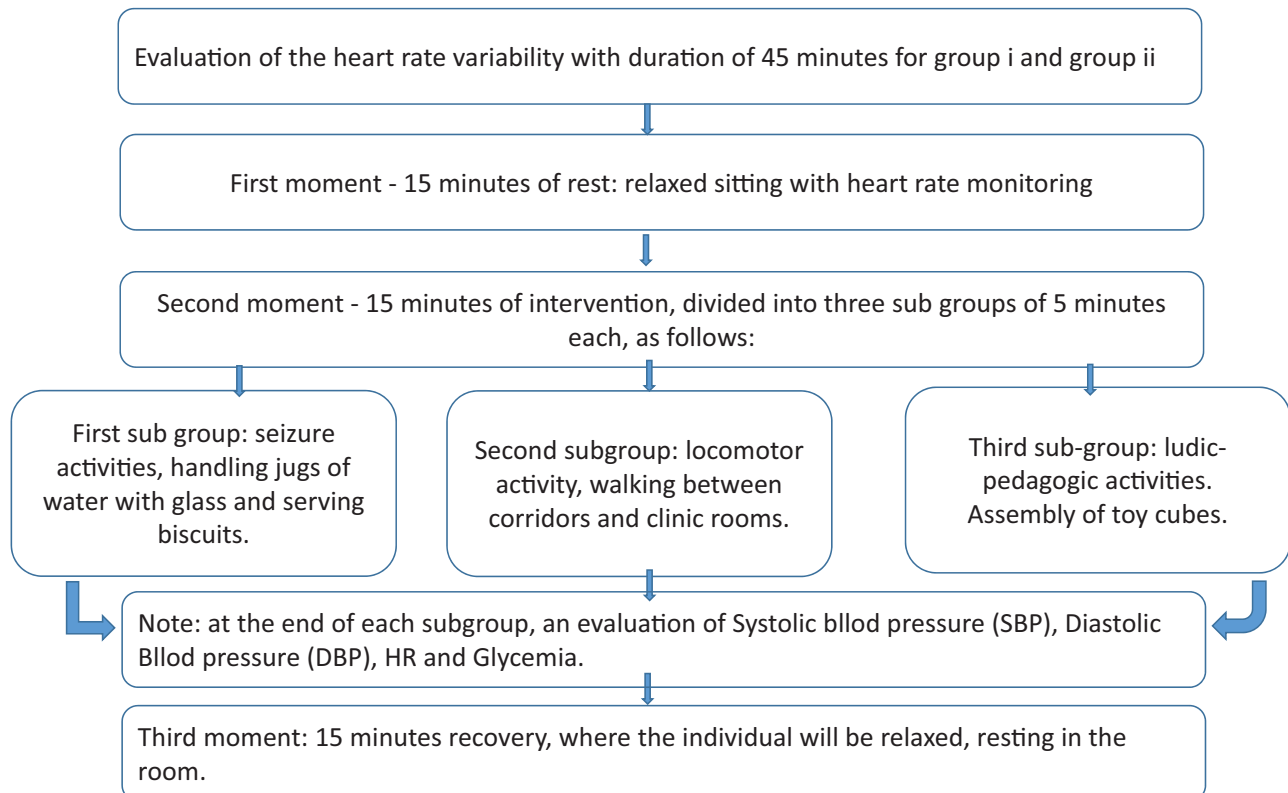 Evaluation of the heart rate variability with duration of 45 minutes for group i and group ii
First moment - 15 minutes of rest: relaxed sitting with heart rate monitoring
Second moment - 15 minutes of intervention, divided into three sub groups of 5 minutes
each, as follows:
First sub group: seizure
activities, handling jugs of
water with glass and serving
biscuits.
Second subgroup: locomotor
activity, walking between
corridors and clinic rooms.
Third sub-group: ludic-
pedagogic activities.
Assembly of toy cubes.
Note: at the end of each subgroup, an evaluation of Systolic bllod pressure (SBP), Diastolic
Bllod pressure (DBP), HR and Glycemia.
Third moment: 15 minutes recovery, where the individual will be relaxed, resting in the
room.